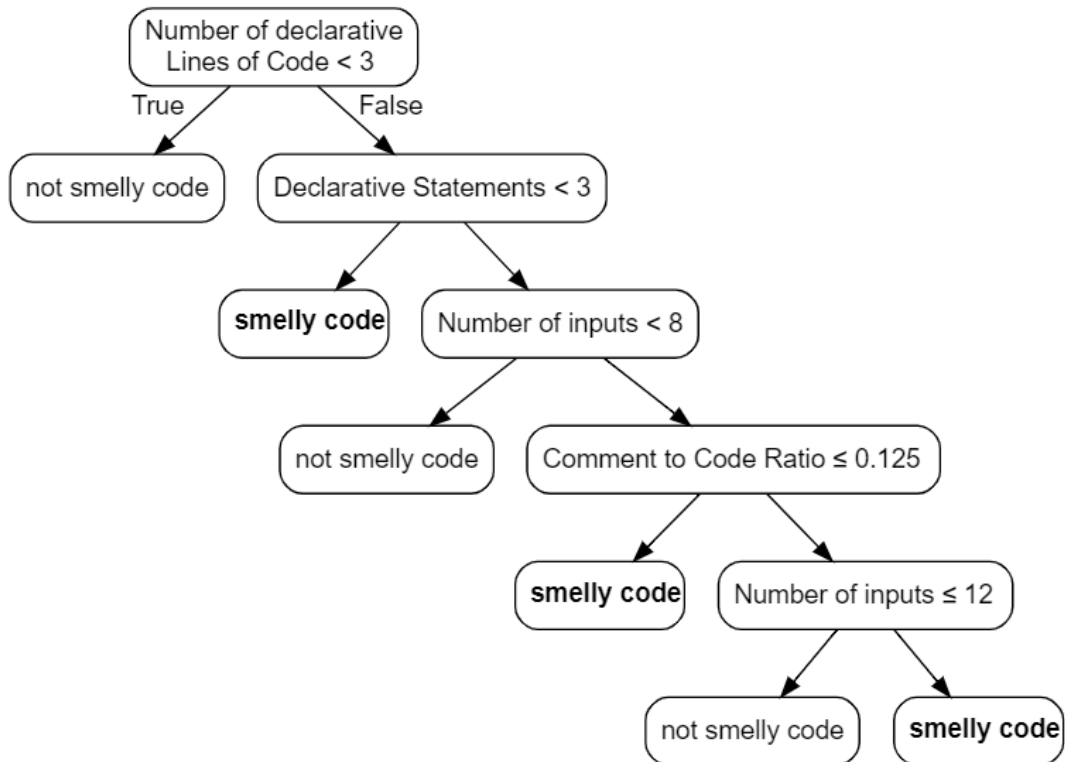 Number of declarative
Lines of Code < 3
True
False
not smelly code
Declarative Statements < 3
smelly code
Number of inputs < 8
not smelly code
Comment to Code Ratio ≤ 0.125
smelly code
Number of inputs ≤ 12
not smelly code
smelly code